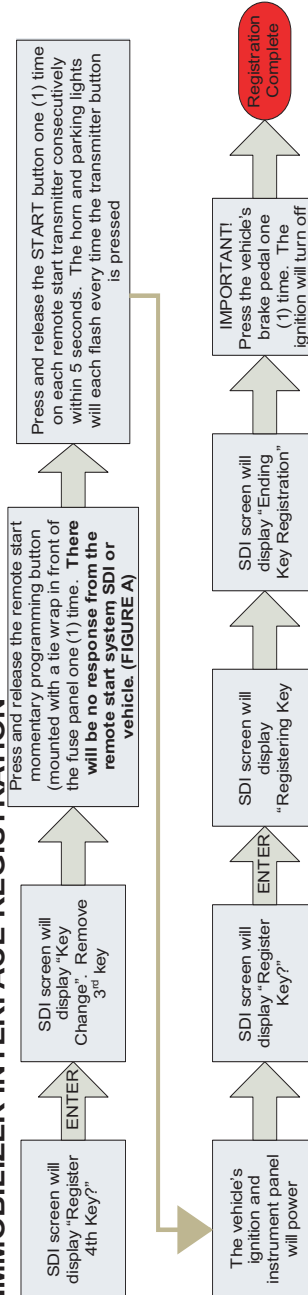 IMMOBILIZER INTERFACE REGISTRATION
SDI screen will
display “Register
4th Key?”
ENTER
SDI screen will
display “Key
Change”. Remove
3rd key
Press and release the remote start
momentary programming button
(mounted with a tie wrap in front of
the fuse panel one (1) time. There
will be no response from the
remote start system SDI or
vehicle. (FIGURE A)
Press and release the START button one (1) time
on each remote start transmitter consecutively
within 5 seconds. The horn and parking lights
will each flash every time the transmitter button
is pressed
The vehicle’s
ignition and
instrument panel
will power
SDI screen will
display “Register
Key?”
ENTER
SDI screen will
display
“Registering Key
SDI screen will
display “Ending
Key Registration”
IMPORTANT!
Press the vehicle’s
brake pedal one
(1) time. The
ignition will turn off
Registration
Complete